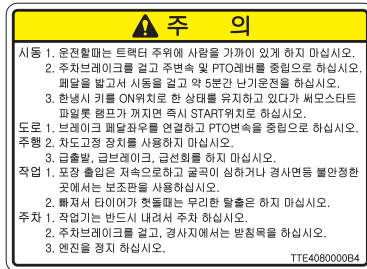 주 의
시동 1. 운전할때는 트랙터 주위에 사람을 가까이 있게 하지 마십시오.
2. 주차브레이크를 걸고 주변속 및 PTO레버를 중립으로 하십시오.
페달을 밟고서 시동을 걸고 약 5분간 난기운전을 하십시오.
3. 한냉시 키를 ON위치로 한 상태를 유지하고 있다가 써모스타트
파일롯 램프가 꺼지면 즉시 START위치로 하십시오.
도로 1. 브레이크 페달좌우를 연결하고 PTO변속을 중립으로 하십시오.
주행 2. 차도고정 장치를 사용하지 마십시오.
3. 급출발, 급브레이크, 급선회를 하지 마십시오.
작업 1. 포장 출입은 저속으로하고 굴곡이 심하거나 경사면등 불안정한
곳에서는 보조판을 사용하십시오.
2. 빠져서 타이어가 헛돌때는 무리한 탈출은 하지 마십시오.
주차 1. 작업기는 반드시 내려서 주차 하십시오.
2. 주차브레이크를 걸고, 경사지에서는 받침목을 하십시오.
3. 엔진을 정지 하십시오.
TTE4080000B4